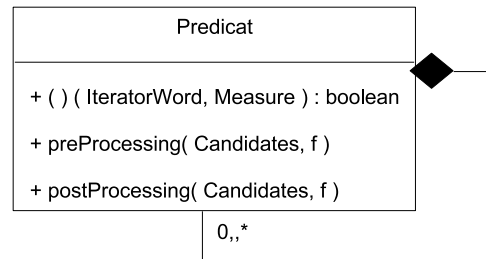 Predicat
+ ( ) ( IteratorWord, Measure ) : boolean
+ preProcessing( Candidates, f )
+ postProcessing( Candidates, f )
0,,*